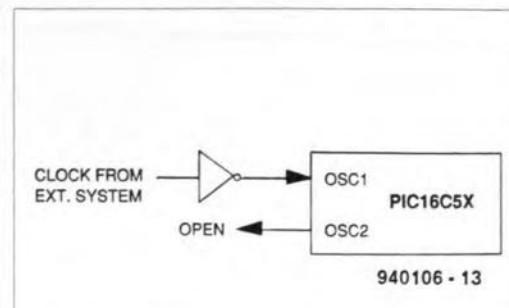 CLOCK FROM
EXT. SYSTEM
OSC1
PIC16C5X
OPEN
OSC2
940106 - 13